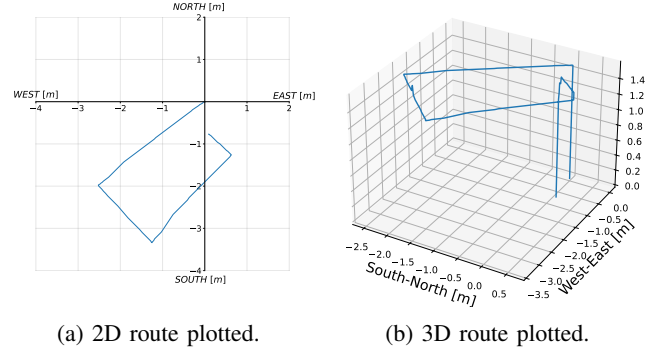 NORTH [m]
2
1
WEST [m]
EAST [m]
−4 −3 −2 −1 0 1 2
−1
−2
−3
−4
SOUTH [m]
1.4
1.2
1.0
0.8
0.6
0.4
0.2
0.0
0.0
−0.5
−1.0
−1.5
−2.0
−2.5
−3.0
−3.5
West-East [m]
−2.5 −2.0 −1.5 −1.0 −0.5 0.0 0.5
South-North [m]
(a) 2D route plotted.
(b) 3D route plotted.